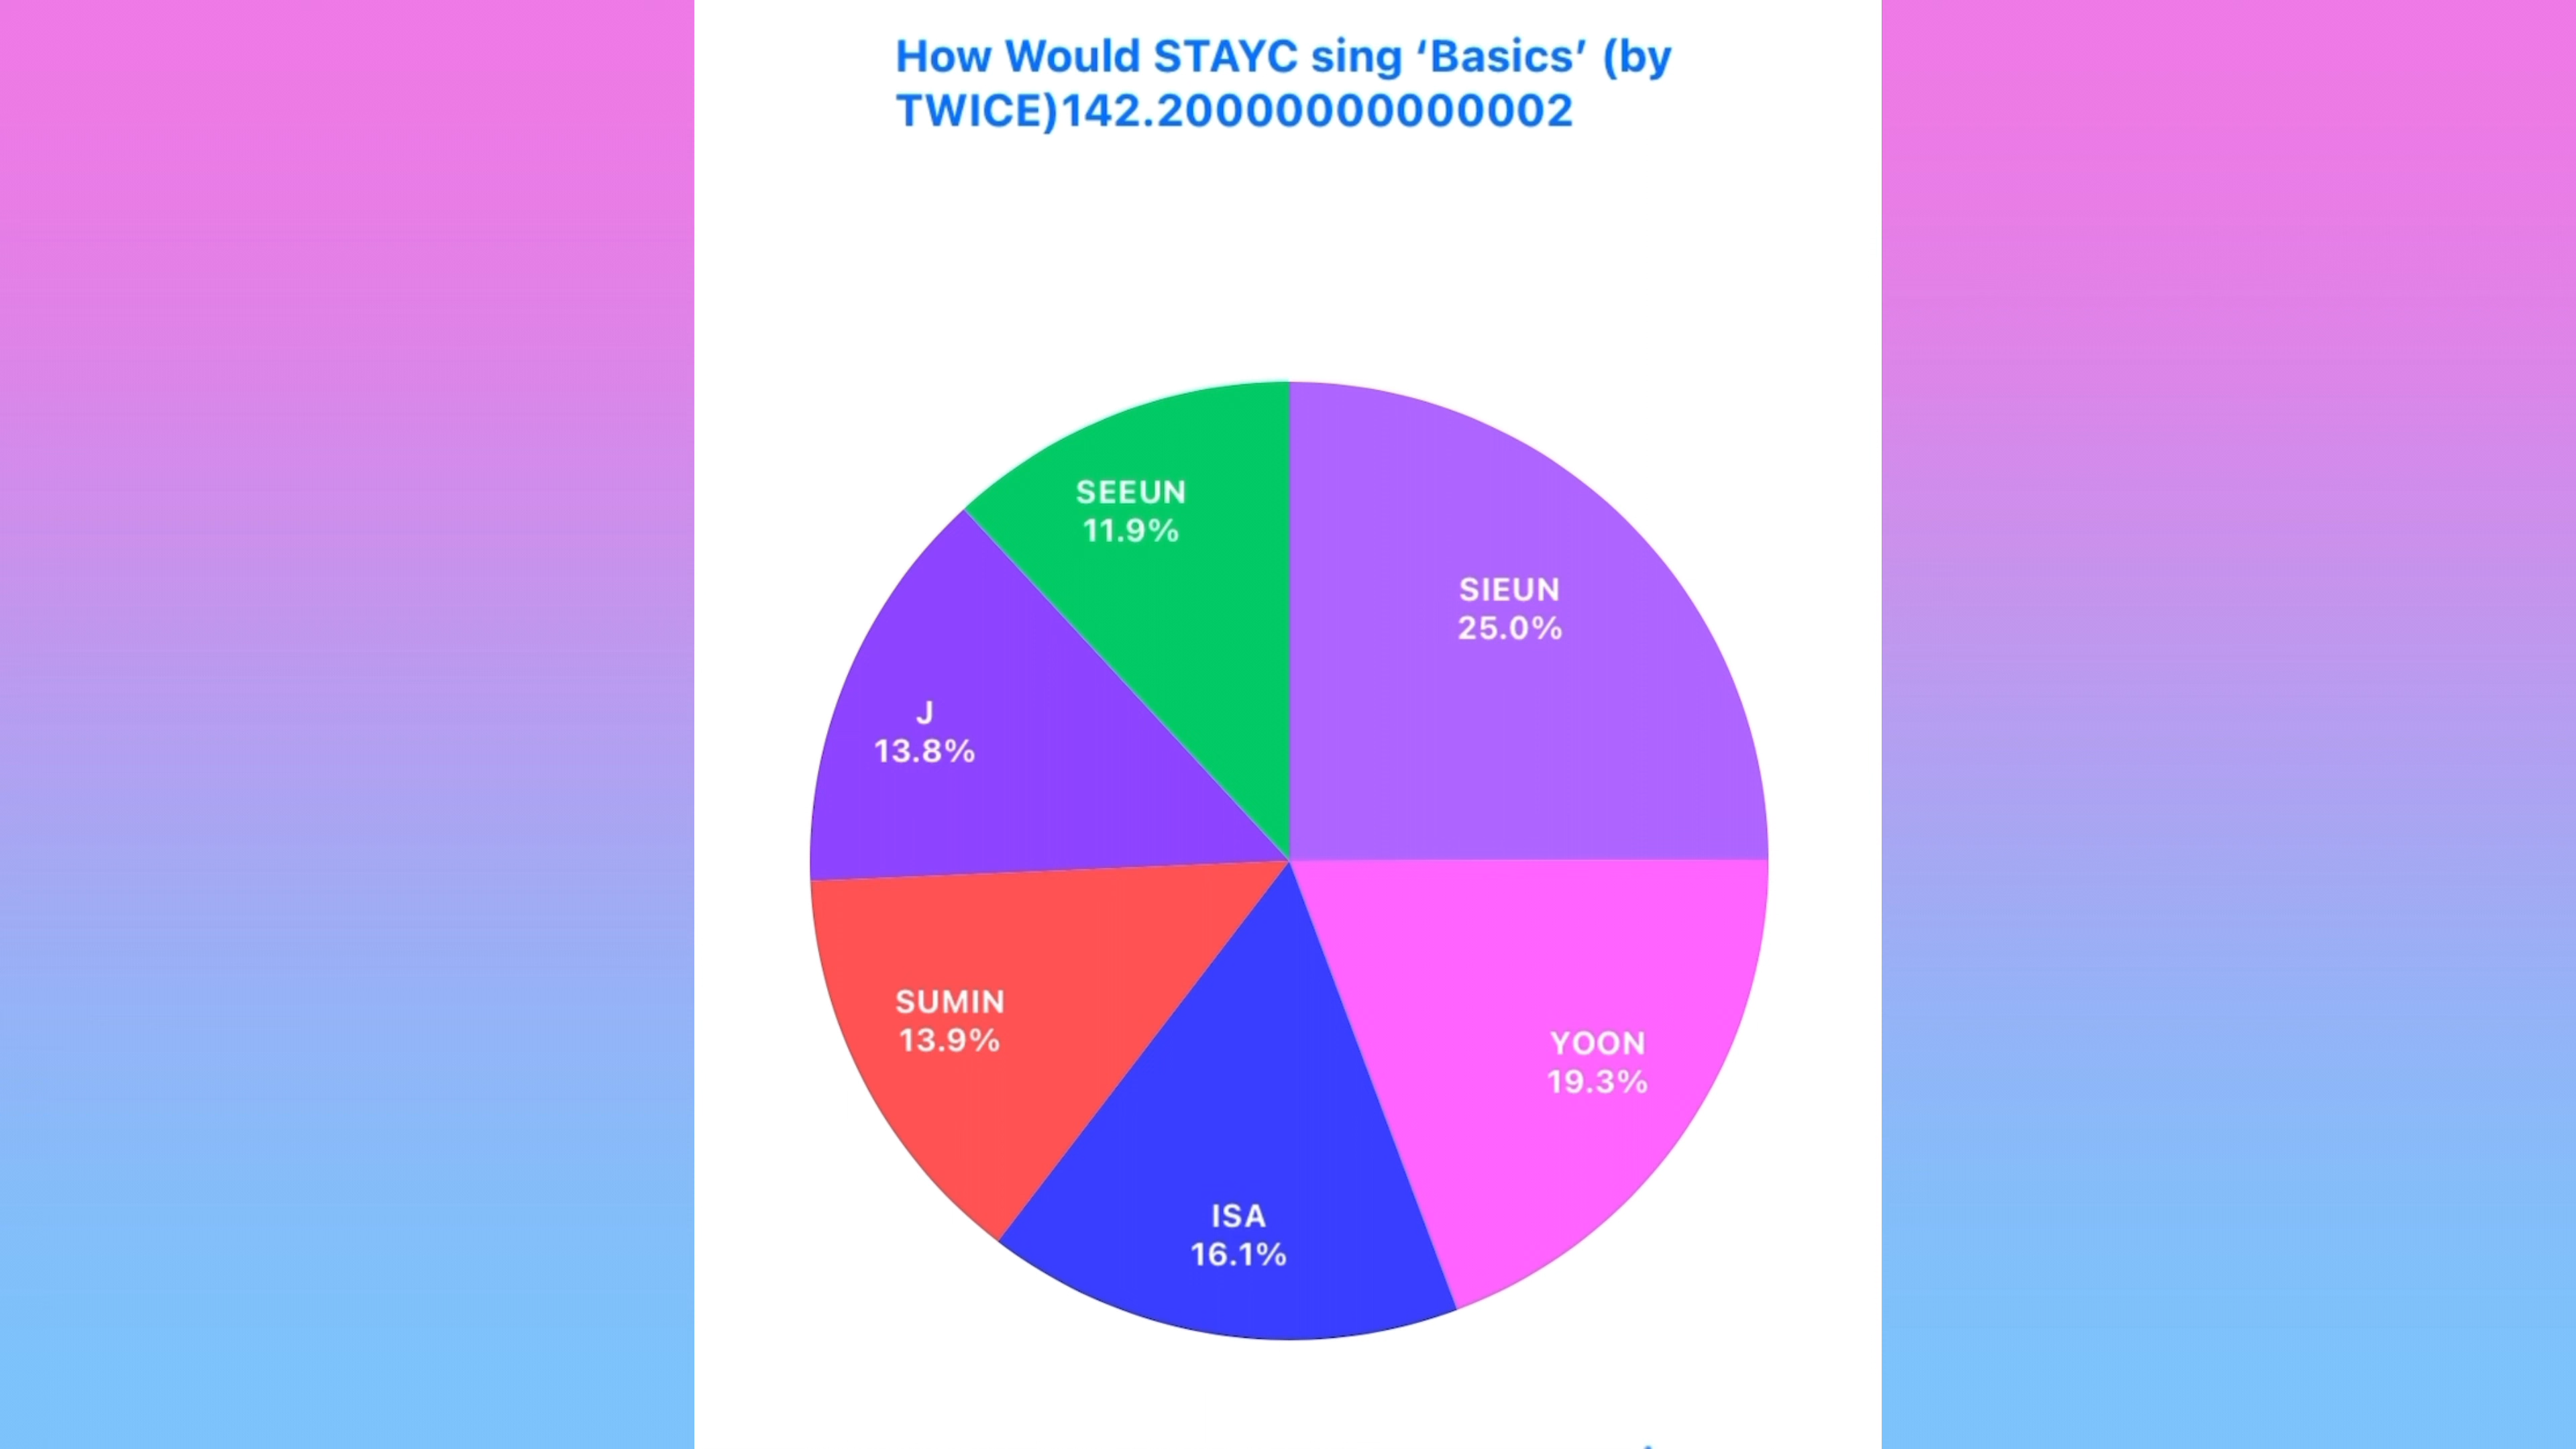 How Would STAYC sing ‘Basics’ (by
TWICE)142.20000000000002
SEEUN
11.9%
SIEUN
25.0%
J
13.8%
SUMIN
13.9%
YOON
19.3%
ISA
16.1%